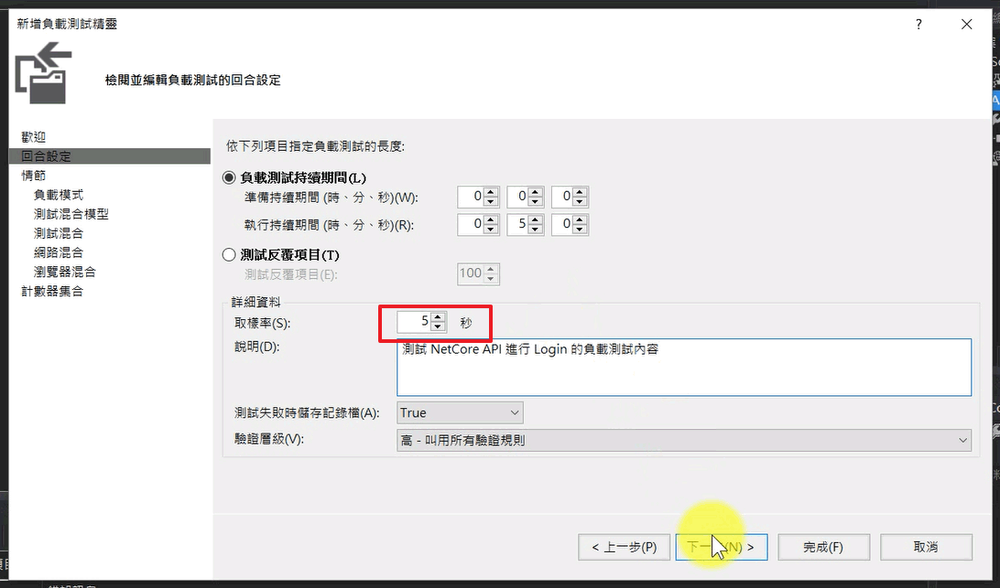 新增負載測試精靈
?
檢閱並編輯負載測試的回合設定
歡迎
回合設定
情節
負載模式
測試混合模型
測試混合
網路混合
瀏覽器混合
計數器集合
依下列項目指定負載測試的長度:
負載測試持續期間(L)
準備持續期間 (時、分、秒)(W): 0 0 0
執行持續期間 (時、分、秒)(R): 0 5 0
測試反覆項目(T)
測試反覆項目(E): 100
詳細資料
取樣率(S): 5 秒
說明(D): 測試 NetCore API 進行 Login 的負載測試內容
測試失敗時儲存記錄檔(A): True
驗證層級(V): 高 - 叫用所有驗證規則
< 上一步(P) 下一 (N) > 完成(F) 取消